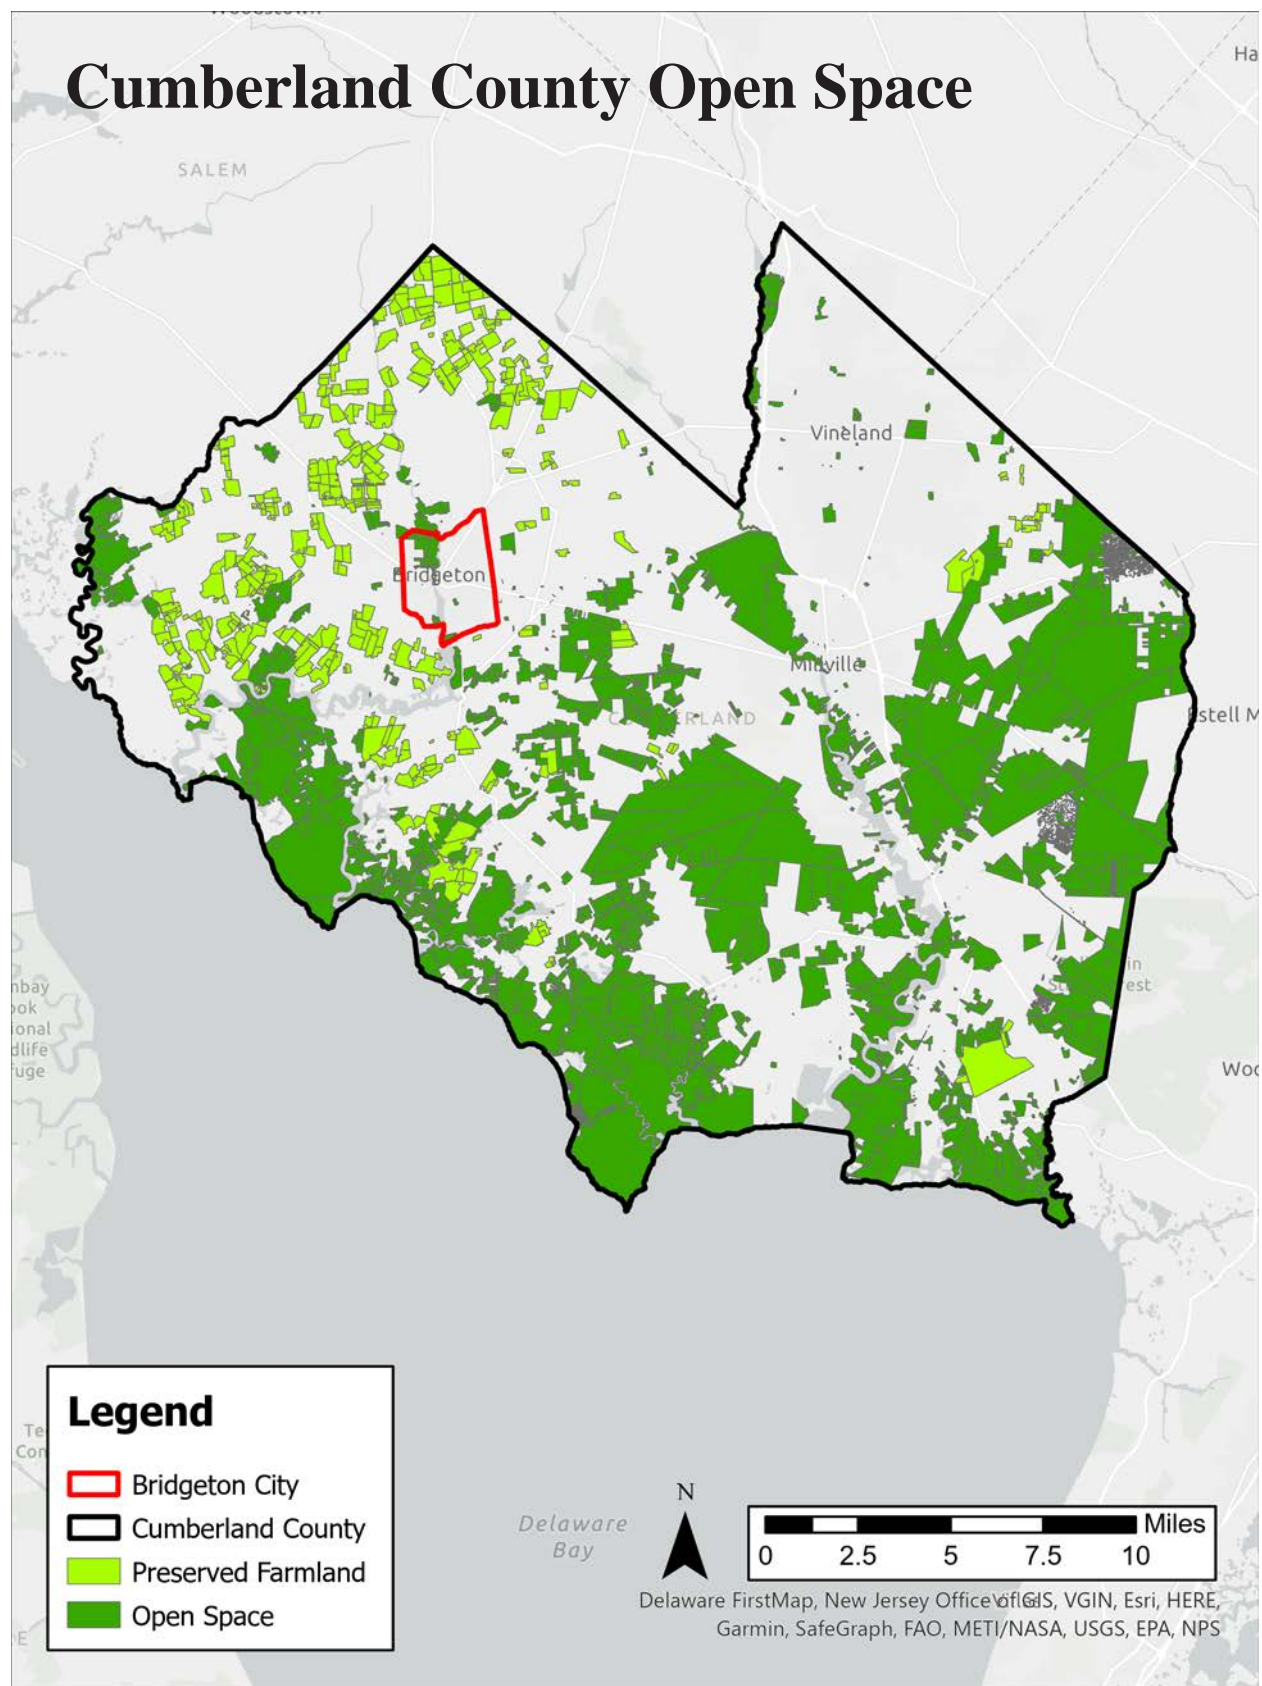 Cumberland County Open Space
SALEM
Vineland
Bridgeton
Millville
CUMBERLAND
Legend
Bridgeton City
Cumberland County
Preserved Farmland
Open Space
Delaware
Bay
N
Miles
0 2.5 5 7.5 10
Delaware FirstMap, New Jersey Office of GIS, VGIN, Esri, HERE,
Garmin, SafeGraph, FAO, METI/NASA, USGS, EPA, NPS